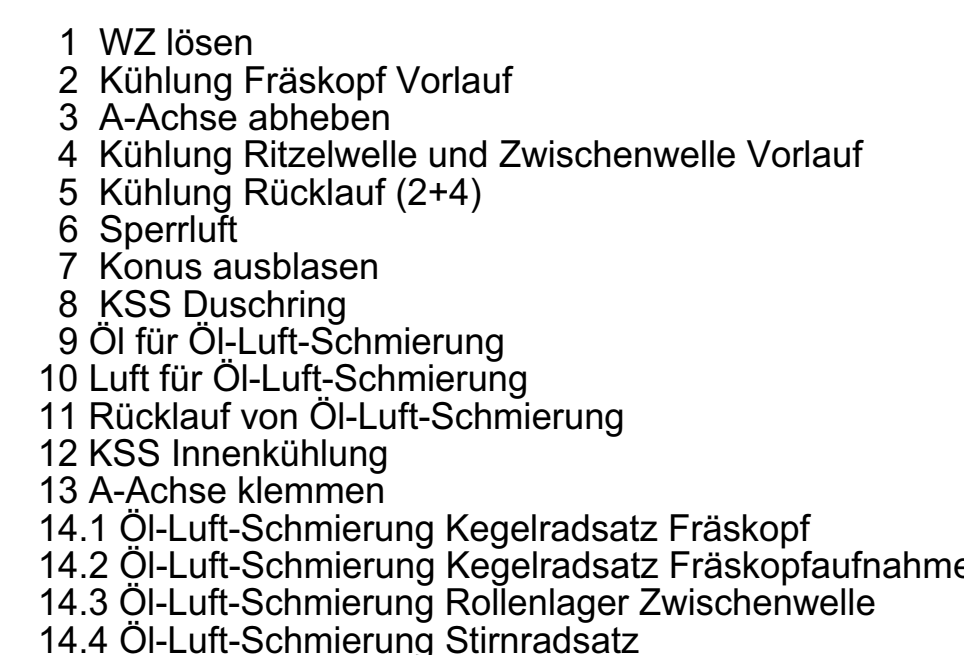 1 WZ lösen
2 Kühlung Fräskopf Vorlauf
3 A-Achse abheben
4 Kühlung Ritzelwelle und Zwischenwelle Vorlauf
5 Kühlung Rücklauf (2+4)
6 Sperrluft
7 Konus ausblasen
8 KSS Duschring
9 Öl für Öl-Luft-Schmierung
10 Luft für Öl-Luft-Schmierung
11 Rücklauf von Öl-Luft-Schmierung
12 KSS Innenkühlung
13 A-Achse klemmen
14.1 Öl-Luft-Schmierung Kegelradsatz Fräskopf
14.2 Öl-Luft-Schmierung Kegelradsatz Fräskopfaufnahme
14.3 Öl-Luft-Schmierung Rollenlager Zwischenwelle
14.4 Öl-Luft-Schmierung Stirnradsatz